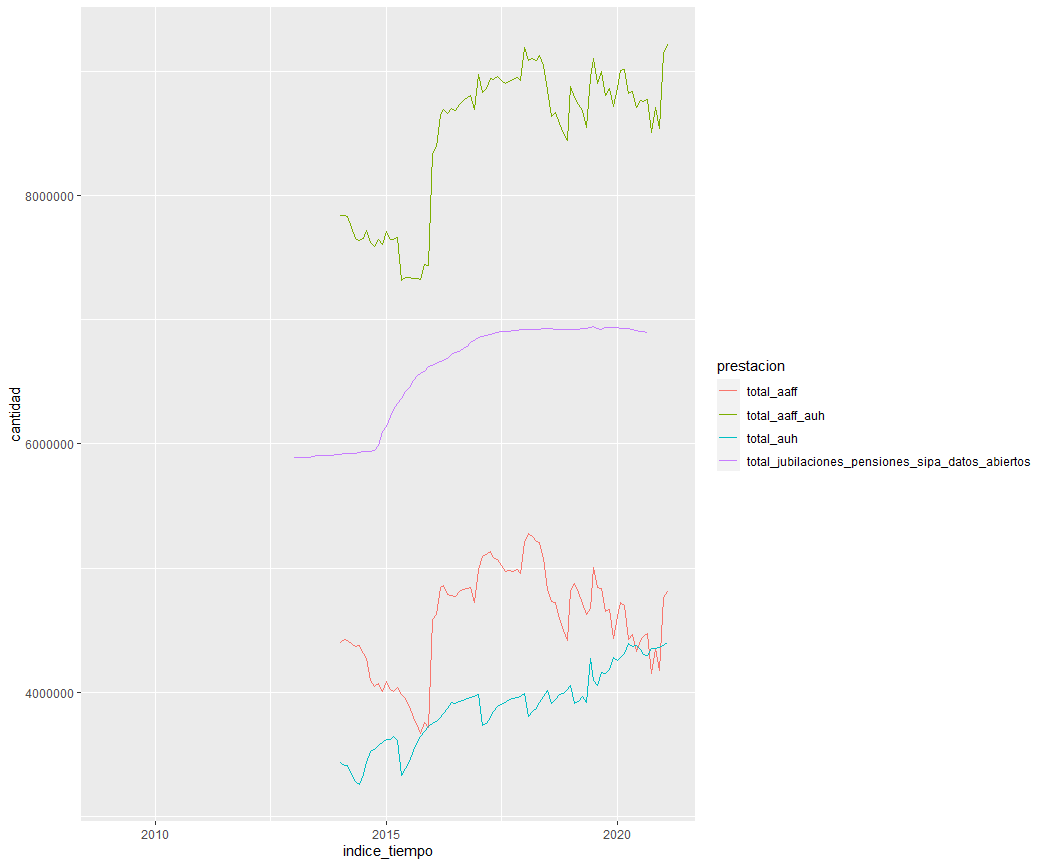 8000000
6000000
4000000
cantidad
2010
2015
2020
indice_tiempo
prestacion
total_aaff
total_aaff_auh
total_auh
total_jubilaciones_pensiones_sipa_datos_abiertos